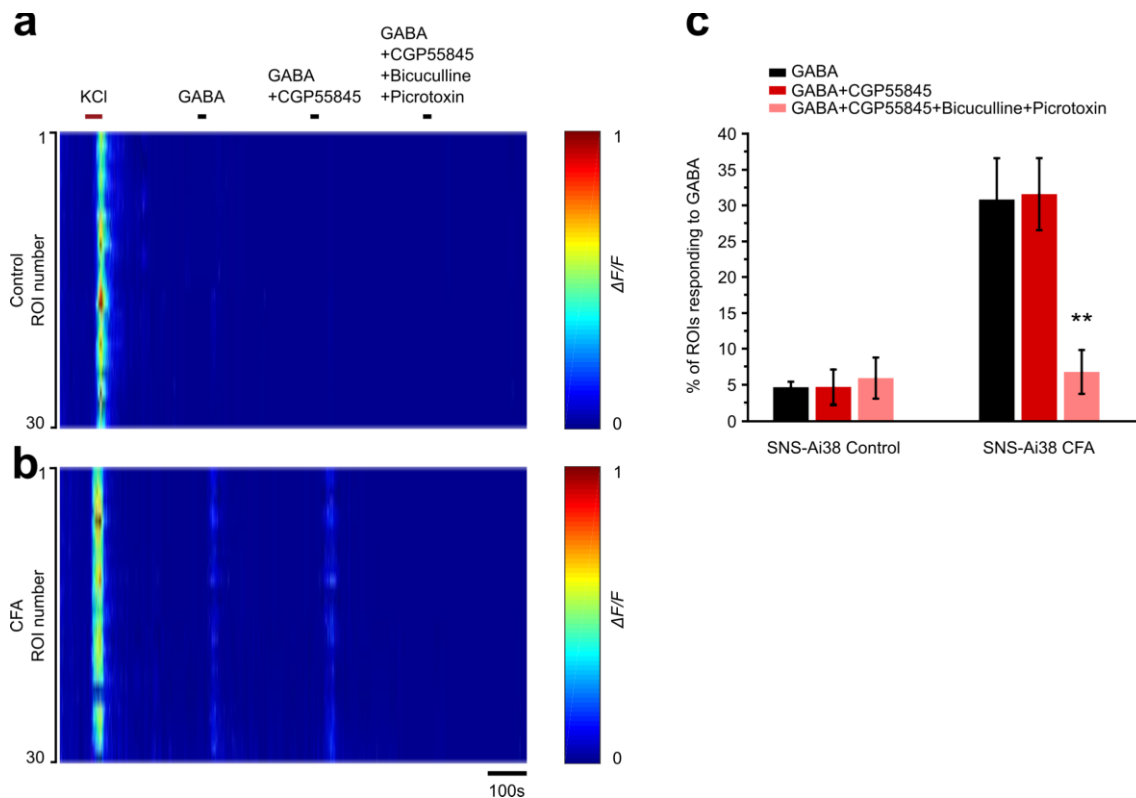 a
KCl
GABA
GABA
+CGP55845
GABA
+CGP55845
+Bicuculline
+Picrotoxin
1
30
Control
ROI number
1
0
ΔF/F
b
1
30
CFA
ROI number
1
0
ΔF/F
100s
c
GABA
GABA+CGP55845
GABA+CGP55845+Bicuculline+Picrotoxin
% of ROIs responding to GABA
40
35
30
25
20
15
10
5
0
**
SNS-Ai38 Control
SNS-Ai38 CFA